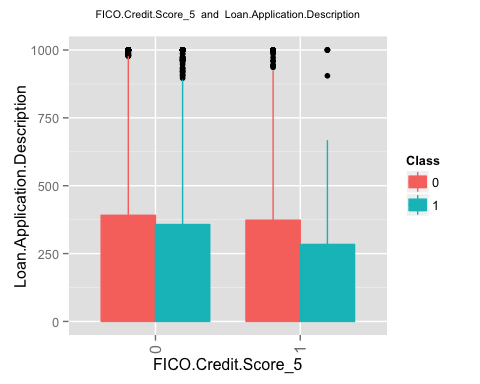 FICO.Credit.Score_5 and Loan.Application.Description
1000
750
500
250
0
Loan.Application.Description
0
1
FICO.Credit.Score_5
Class
0
1